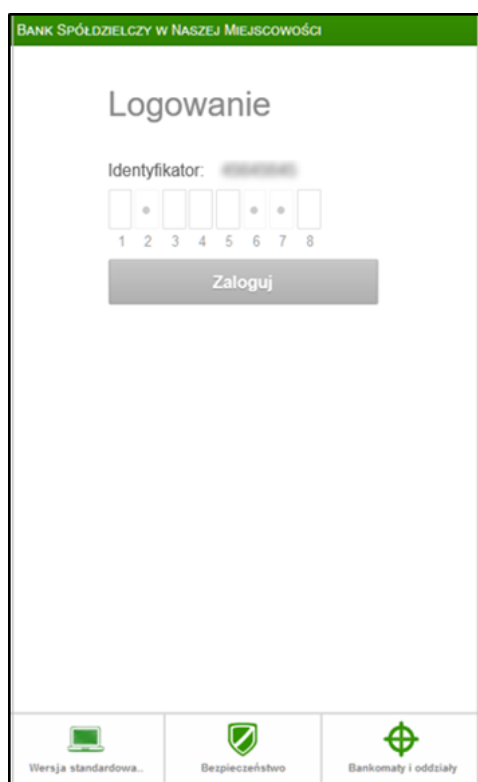 BANK SPÓŁDZIELCZY W NASZEJ MIEJSCOWOŚCI
Logowanie
Identyfikator:
1 2 3 4 5 6 7 8
Zaloguj
Wersja standardowa..
Bezpieczeństwo
Bankomaty i oddziały